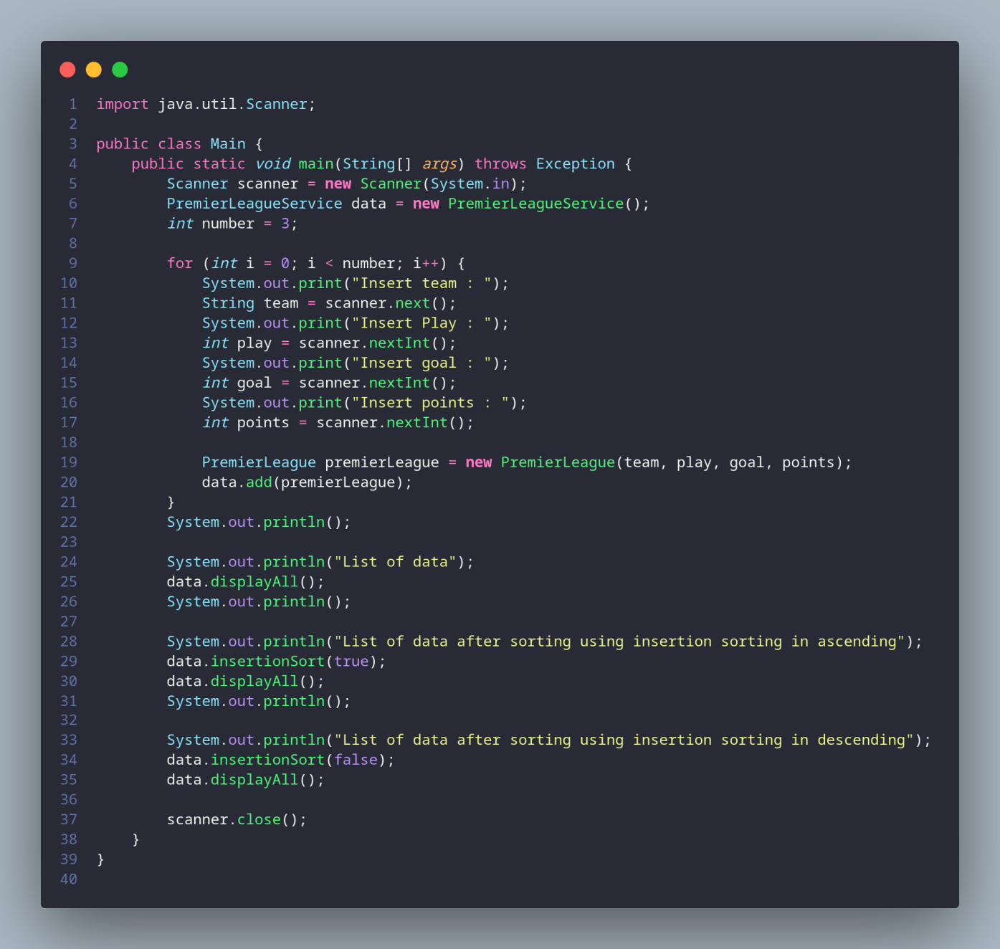 1 import java.util.Scanner;
2
3 public class Main {
4     public static void main(String[] args) throws Exception {
5         Scanner scanner = new Scanner(System.in);
6         PremierLeagueService data = new PremierLeagueService();
7         int number = 3;
8
9         for (int i = 0; i < number; i++) {
10             System.out.print("Insert team : ");
11             String team = scanner.next();
12             System.out.print("Insert Play : ");
13             int play = scanner.nextInt();
14             System.out.print("Insert goal : ");
15             int goal = scanner.nextInt();
16             System.out.print("Insert points : ");
17             int points = scanner.nextInt();
18
19             PremierLeague premierLeague = new PremierLeague(team, play, goal, points);
20             data.add(premierLeague);
21         }
22         System.out.println();
23
24         System.out.println("List of data");
25         data.displayAll();
26         System.out.println();
27
28         System.out.println("List of data after sorting using insertion sorting in ascending");
29         data.insertionSort(true);
30         data.displayAll();
31         System.out.println();
32
33         System.out.println("List of data after sorting using insertion sorting in descending");
34         data.insertionSort(false);
35         data.displayAll();
36
37         scanner.close();
38     }
39 }
40